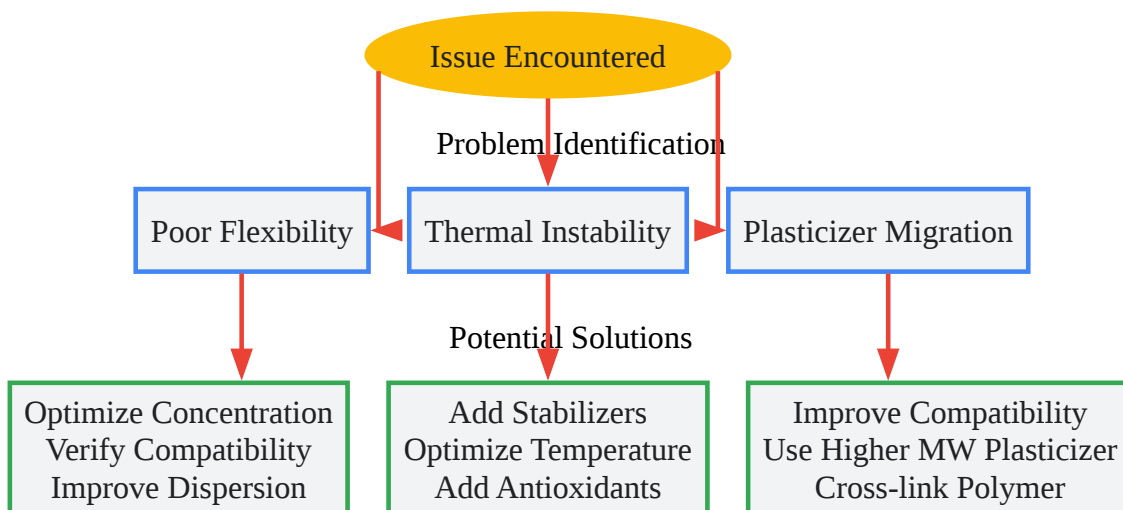 Issue Encountered
Problem Identification
Poor Flexibility
Thermal Instability
Plasticizer Migration
Potential Solutions
Optimize Concentration
Verify Compatibility
Improve Dispersion
Add Stabilizers
Optimize Temperature
Add Antioxidants
Improve Compatibility
Use Higher MW Plasticizer
Cross-link Polymer